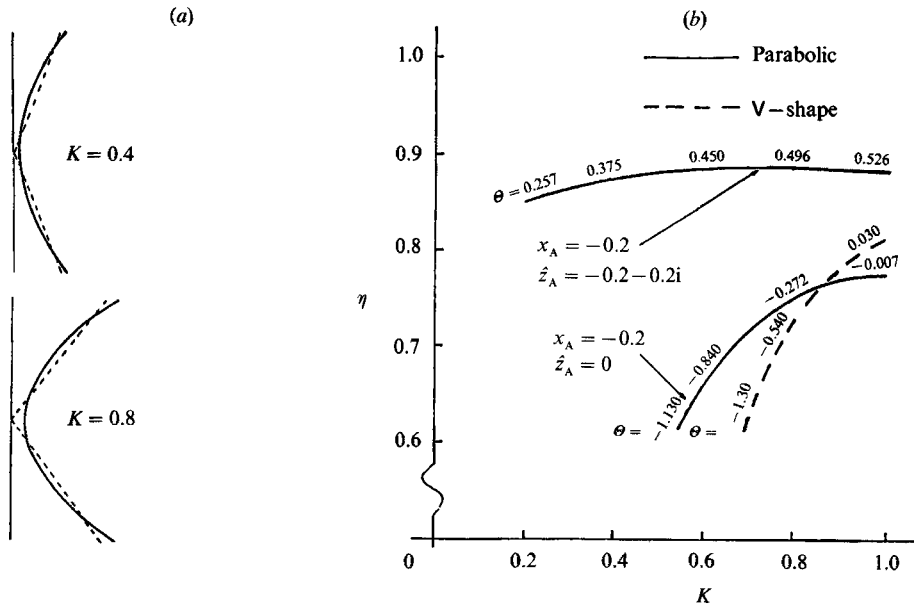 (a)
K = 0.4
K = 0.8
(b)
Parabolic
V–shape
η
1.0
0.9
0.8
0.7
0.6
0
0.2
0.4
0.6
0.8
1.0
K
Θ = 0.257
0.375
0.450
0.496
0.526
x_A = −0.2
ẑ_A = −0.2−0.2i
x_A = −0.2
ẑ_A = 0
Θ = −1.130
−0.840
−0.272
−0.007
Θ = −1.30
−0.540
0.030